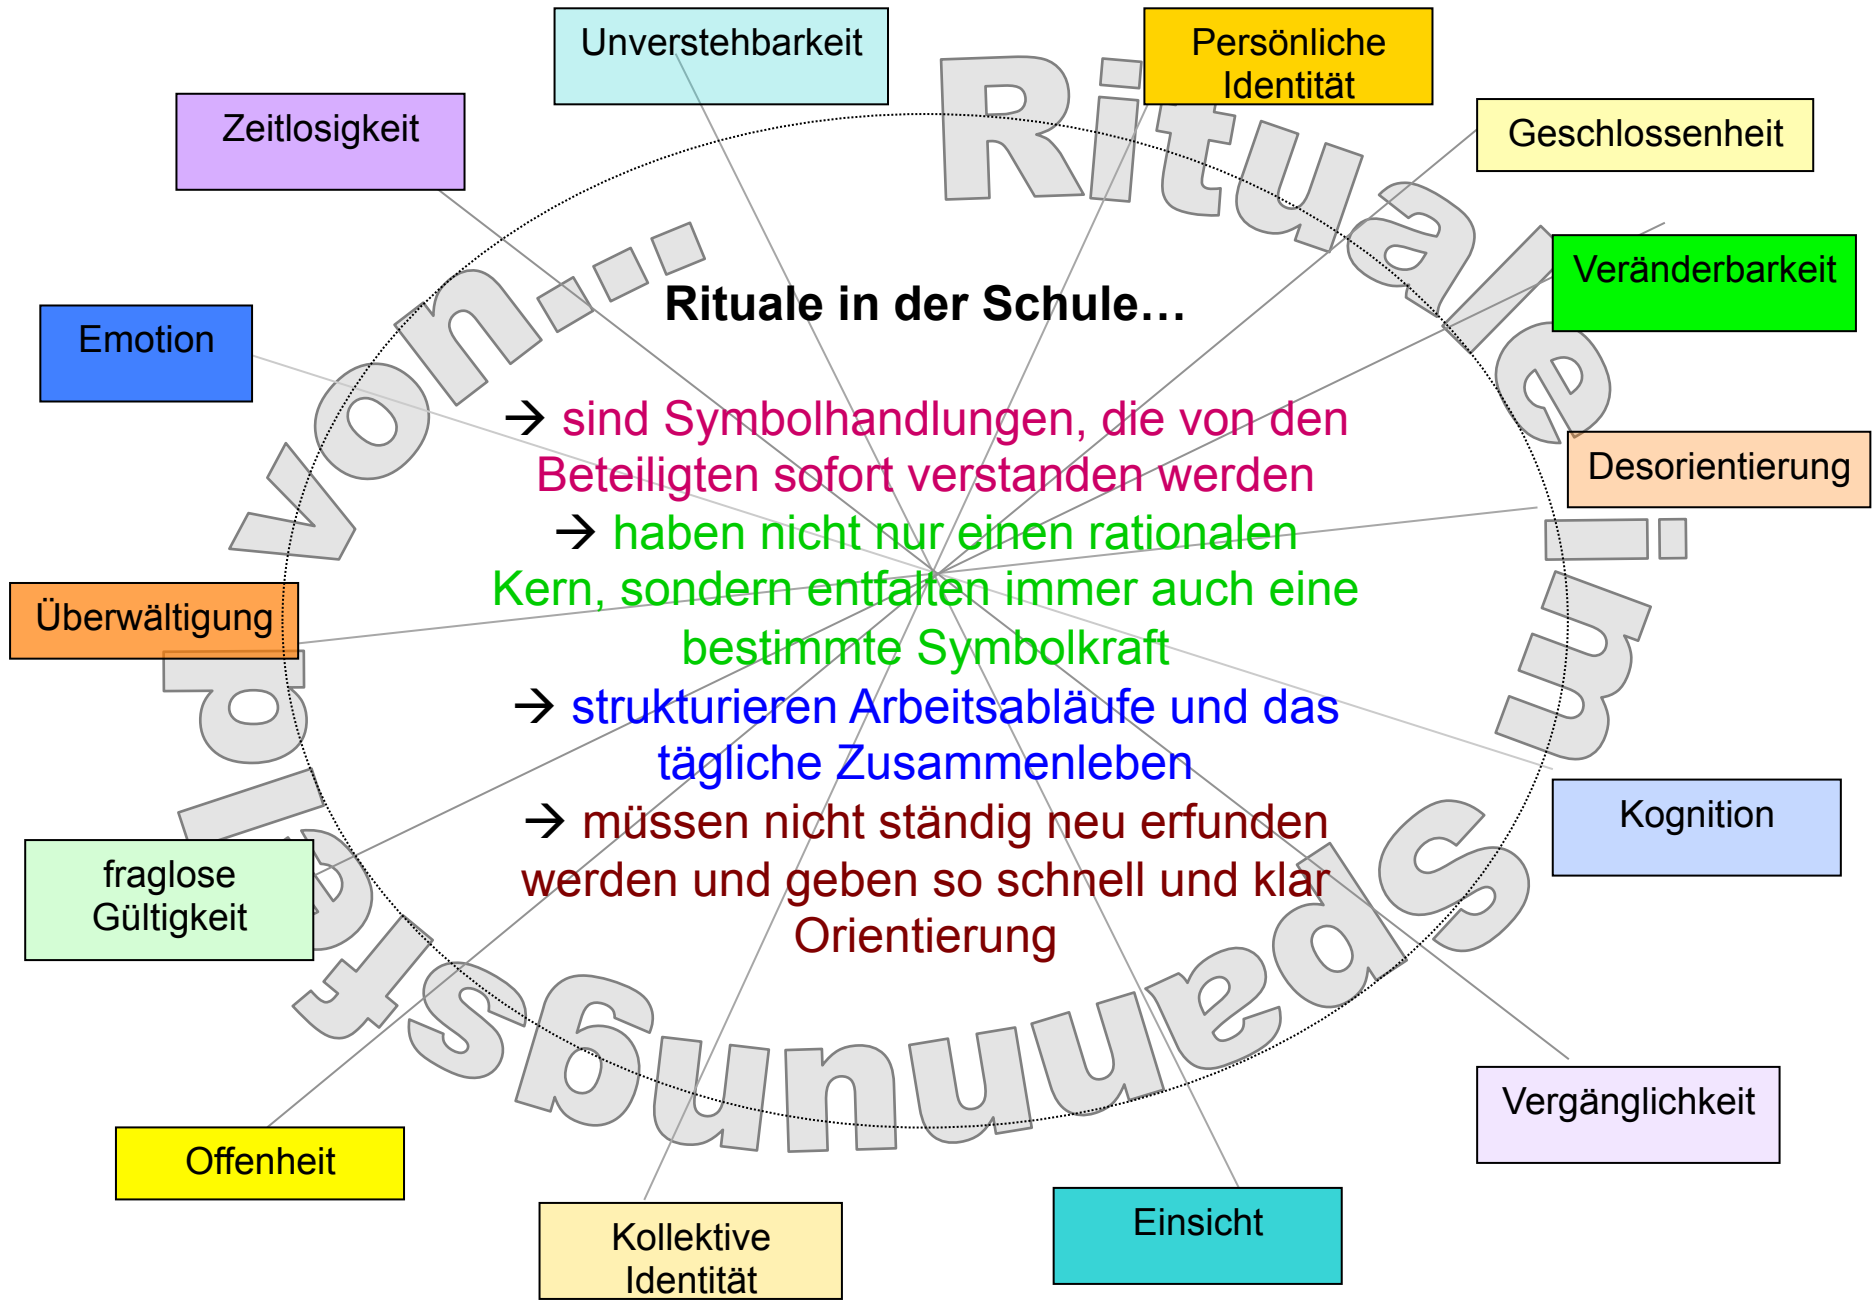 Rituale im Spannungsfeld von...
Unverstehbarkeit
Persönliche
Identität
Zeitlosigkeit
Geschlossenheit
Veränderbarkeit
Emotion
Desorientierung
Überwältigung
fraglose
Gültigkeit
Kognition
Offenheit
Vergänglichkeit
Kollektive
Identität
Einsicht
Rituale in der Schule…
→ sind Symbolhandlungen, die von den
Beteiligten sofort verstanden werden
→ haben nicht nur einen rationalen
Kern, sondern entfalten immer auch eine
bestimmte Symbolkraft
→ strukturieren Arbeitsabläufe und das
tägliche Zusammenleben
→ müssen nicht ständig neu erfunden
werden und geben so schnell und klar
Orientierung